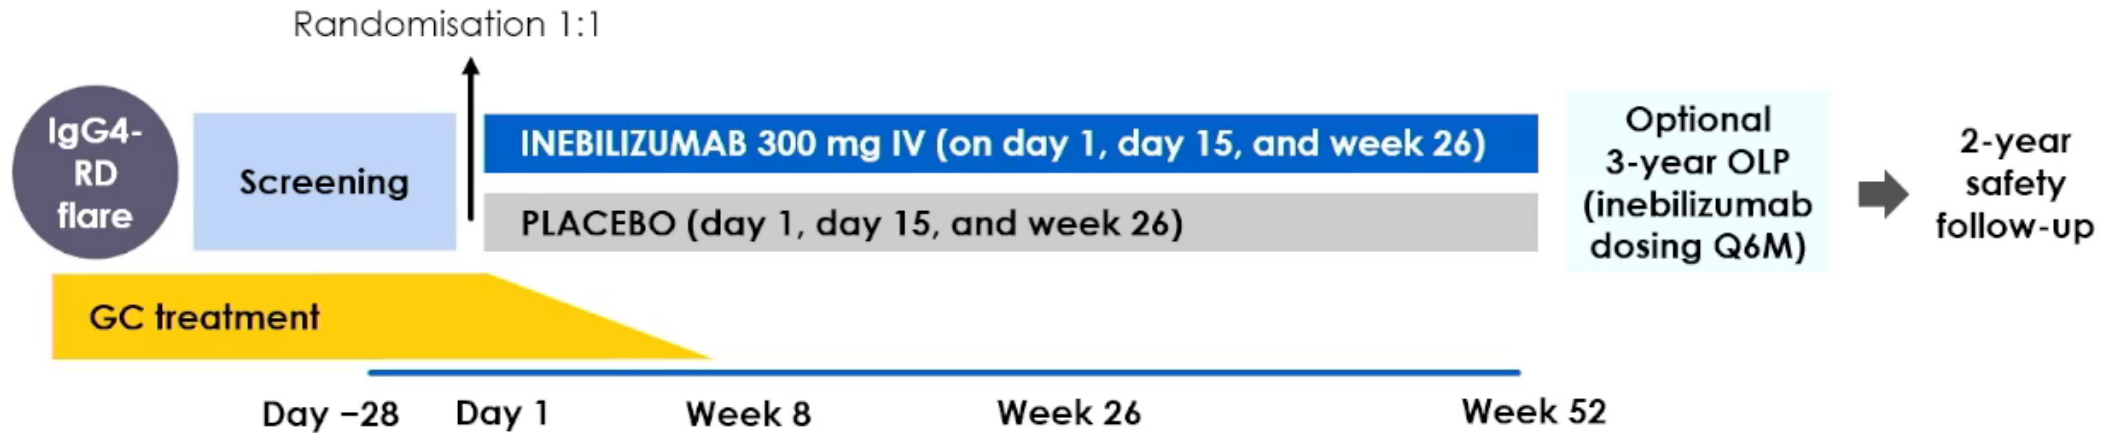 Randomisation 1:1
IgG4-
RD
flare
Screening
INEBILIZUMAB 300 mg IV (on day 1, day 15, and week 26)
PLACEBO (day 1, day 15, and week 26)
Optional
3-year OLP
(inebilizumab
dosing Q6M)
2-year
safety
follow-up
GC treatment
Day −28
Day 1
Week 8
Week 26
Week 52